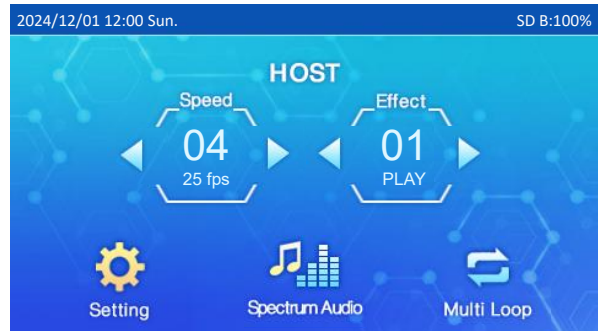 2024/12/01 12:00 Sun. SD B:100%
HOST
Speed Effect
04 01
25 fps PLAY
Setting Spectrum Audio Multi Loop